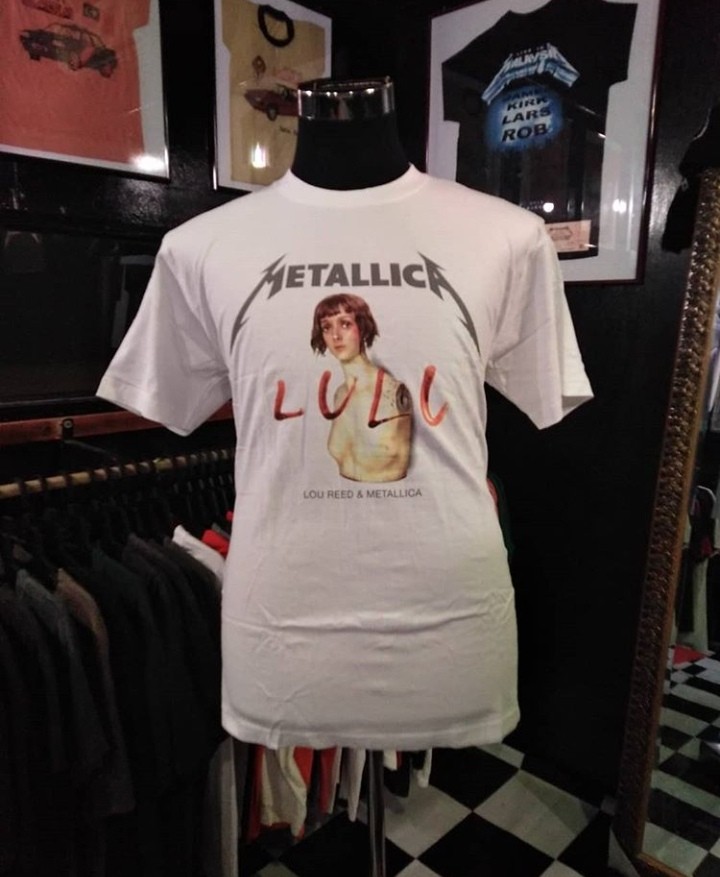 METALLICA
LULU
LOU REED & METALLICA
KIRK
LARS
ROB